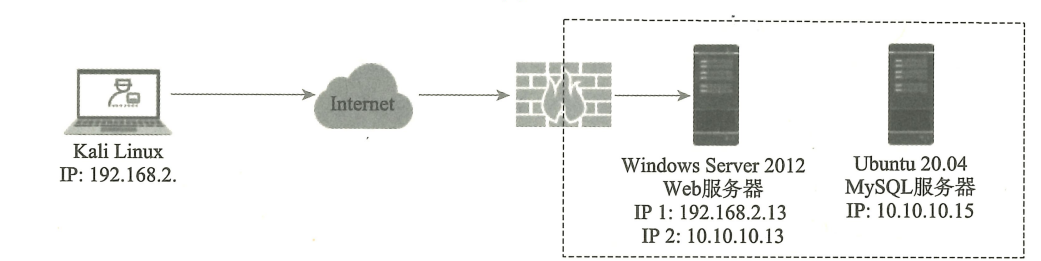 Internet
Kali Linux
IP: 192.168.2.
Windows Server 2012
Web服务器
IP 1: 192.168.2.13
IP 2: 10.10.10.13
Ubuntu 20.04
MySQL服务器
IP: 10.10.10.15